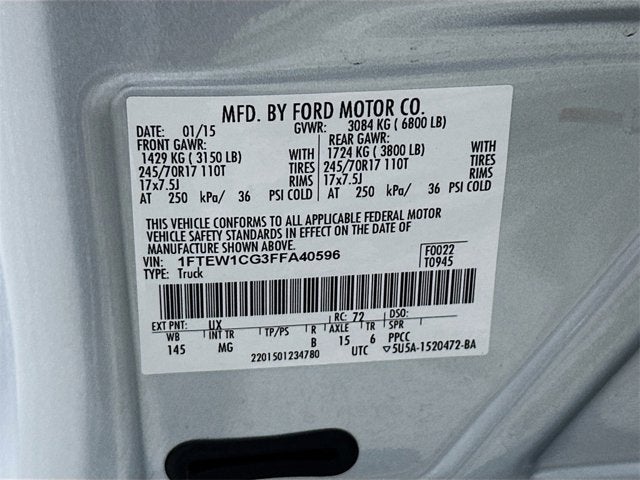 MFD. BY FORD MOTOR CO.
DATE: 01/15 GVWR: 3084 KG ( 6800 LB)
FRONT GAWR: REAR GAWR:
1429 KG ( 3150 LB) WITH 1724 KG ( 3800 LB) WITH
245/70R17 110T TIRES 245/70R17 110T TIRES
17x7.5J RIMS 17x7.5J RIMS
AT 250 kPa/ 36 PSI COLD AT 250 kPa/ 36 PSI COLD
THIS VEHICLE CONFORMS TO ALL APPLICABLE FEDERAL MOTOR
VEHICLE SAFETY STANDARDS IN EFFECT ON THE DATE OF
MANUFACTURE SHOWN ABOVE.
VIN: 1FTEW1CG3FFA40596 F0022
TYPE: Truck T0945
EXT PNT: UX RC: 72 DSO:
WB INT TR TP/PS R AXLE TR SPR
145 MG B 15 6 PPCC
2201501234780 UTC ▽5U5A-1520472-BA